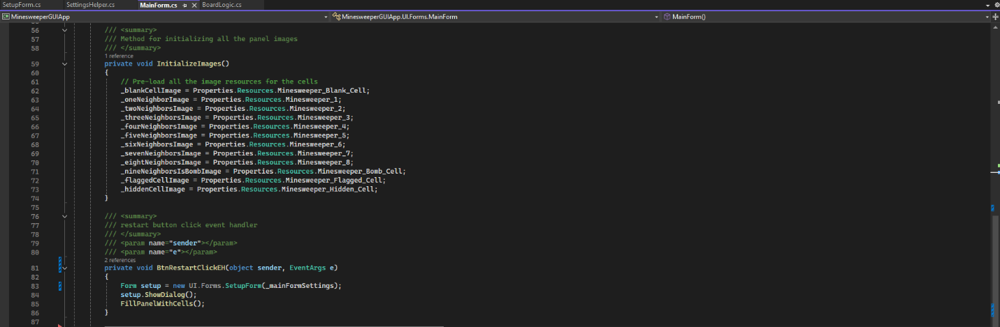 SetupForm.cs SettingsHelper.cs MainForm.cs BoardLogic.cs
MinesweeperGUIApp MinesweeperGUIApp.UI.Forms.MainForm MainForm()
56 /// <summary>
57 /// Method for initializing all the panel images
58 /// </summary>
1 reference
59 private void InitializeImages()
60 {
61 // Pre-load all the image resources for the cells
62 _blankCellImage = Properties.Resources.Minesweeper_Blank_Cell;
63 _oneNeighborImage = Properties.Resources.Minesweeper_1;
64 _twoNeighborsImage = Properties.Resources.Minesweeper_2;
65 _threeNeighborsImage = Properties.Resources.Minesweeper_3;
66 _fourNeighborsImage = Properties.Resources.Minesweeper_4;
67 _fiveNeighborsImage = Properties.Resources.Minesweeper_5;
68 _sixNeighborsImage = Properties.Resources.Minesweeper_6;
69 _sevenNeighborsImage = Properties.Resources.Minesweeper_7;
70 _eightNeighborsImage = Properties.Resources.Minesweeper_8;
71 _nineNeighborsIsBombImage = Properties.Resources.Minesweeper_Bomb_Cell;
72 _flaggedCellImage = Properties.Resources.Minesweeper_Flagged_Cell;
73 _hiddenCellImage = Properties.Resources.Minesweeper_Hidden_Cell;
74 }
75
76 /// <summary>
77 /// restart button click event handler
78 /// </summary>
79 /// <param name="sender"></param>
80 /// <param name="e"></param>
2 references
81 private void BtnRestartClickEH(object sender, EventArgs e)
82 {
83 Form setup = new UI.Forms.SetupForm(_mainFormSettings);
84 setup.ShowDialog();
85 FillPanelWithCells();
86 }
87